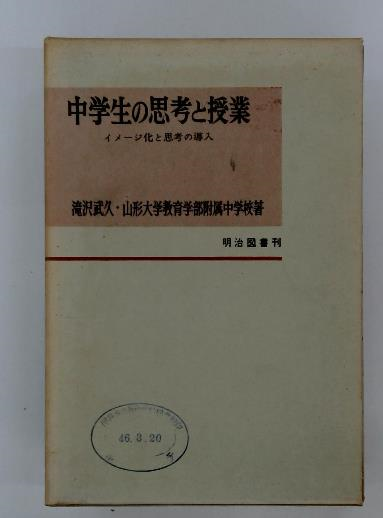 中学生の思考と授業
イメージ化と思考の導入
滝沢武久・山形大学教育学部附属中学校著
明治図書刊
46.3.20